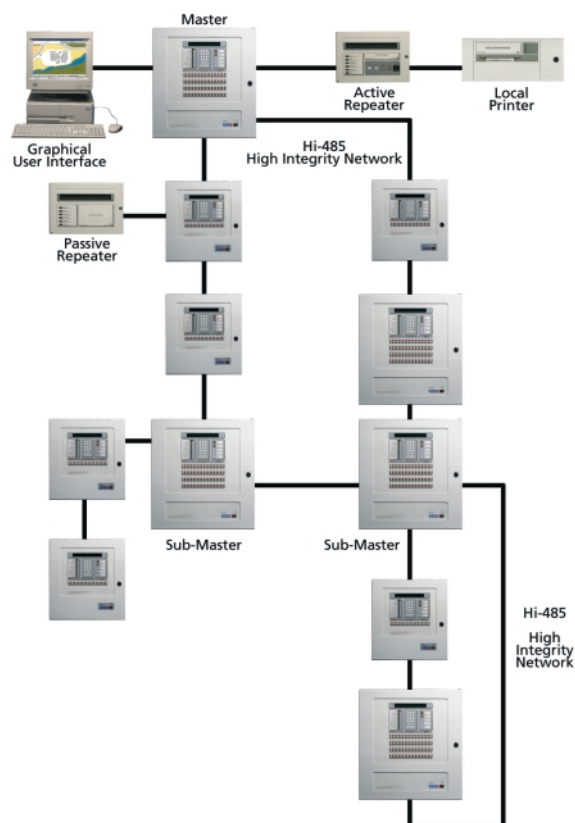 Master
Graphical
User Interface
Active
Repeater
Local
Printer
Hi-485
High Integrity Network
Passive
Repeater
Sub-Master
Sub-Master
Hi-485
High
Integrity
Network